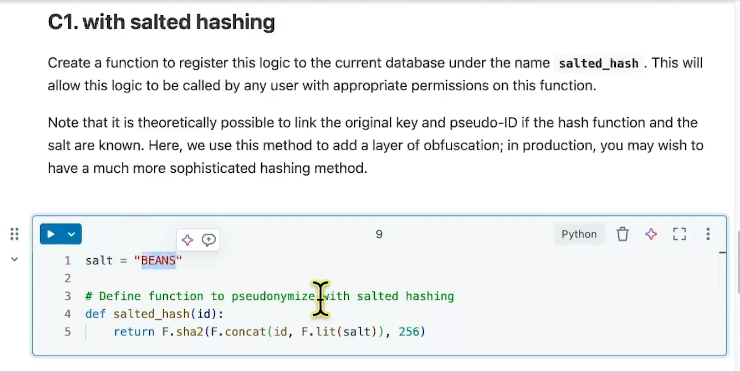 C1. with salted hashing
Create a function to register this logic to the current database under the name salted_hash . This will
allow this logic to be called by any user with appropriate permissions on this function.
Note that it is theoretically possible to link the original key and pseudo-ID if the hash function and the
salt are known. Here, we use this method to add a layer of obfuscation; in production, you may wish to
have a much more sophisticated hashing method.
9
Python
1 salt = "BEANS"
2
3 # Define function to pseudonymize with salted hashing
4 def salted_hash(id):
5 return F.sha2(F.concat(id, F.lit(salt)), 256)